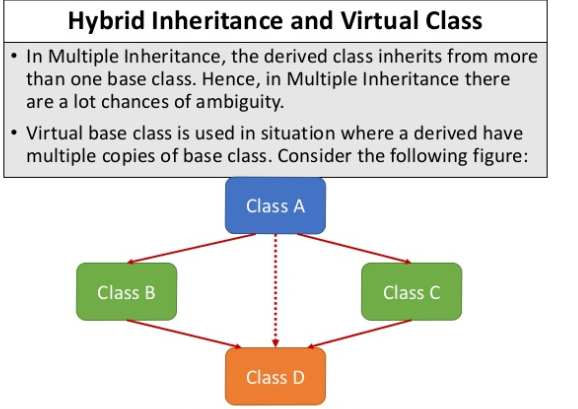 Hybrid Inheritance and Virtual Class
• In Multiple Inheritance, the derived class inherits from more
than one base class. Hence, in Multiple Inheritance there
are a lot chances of ambiguity.
• Virtual base class is used in situation where a derived have
multiple copies of base class. Consider the following figure:
Class A
Class B
Class C
Class D